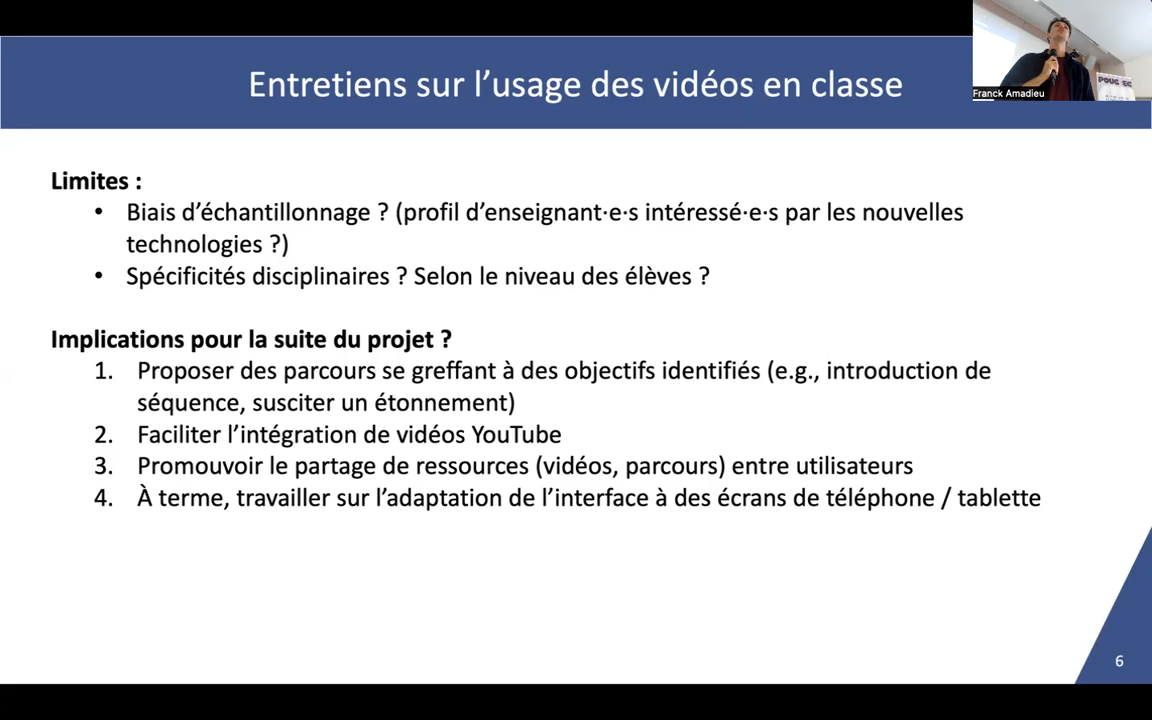 Entretiens sur l’usage des vidéos en classe
Franck Amadieu
Limites :
• Biais d’échantillonnage ? (profil d’enseignant·e·s intéressé·e·s par les nouvelles
technologies ?)
• Spécificités disciplinaires ? Selon le niveau des élèves ?
Implications pour la suite du projet ?
1. Proposer des parcours se greffant à des objectifs identifiés (e.g., introduction de
séquence, susciter un étonnement)
2. Faciliter l’intégration de vidéos YouTube
3. Promouvoir le partage de ressources (vidéos, parcours) entre utilisateurs
4. À terme, travailler sur l’adaptation de l’interface à des écrans de téléphone / tablette
6